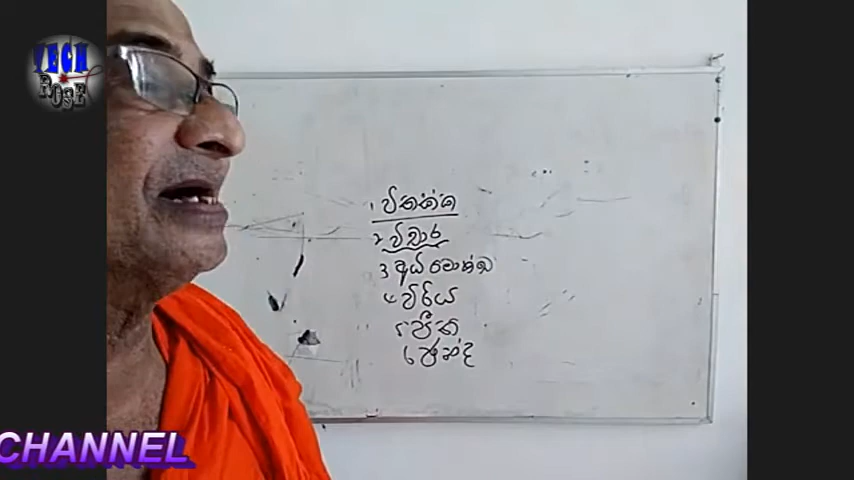 TECH
ROSE
1 විතක්ක
2 විචාර
3 අධිමොක්ඛ
4 විරිය
5 පීත
6 ඡන්ද
CHANNEL